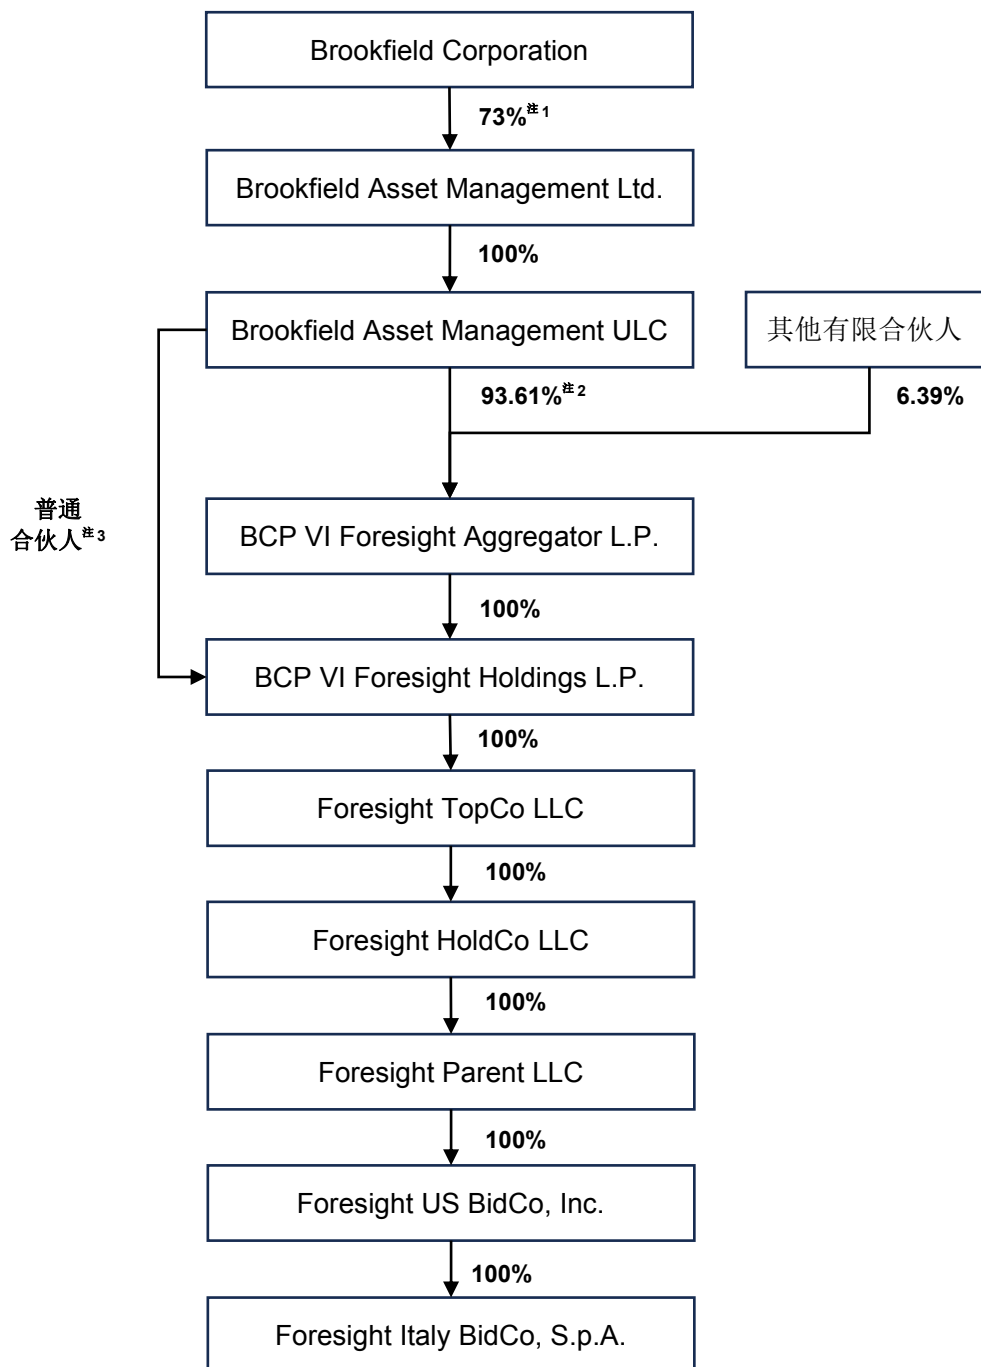 Brookfield Corporation
73%注1
Brookfield Asset Management Ltd.
100%
Brookfield Asset Management ULC
其他有限合伙人
93.61%注2
6.39%
普通
合伙人注3
BCP VI Foresight Aggregator L.P.
100%
BCP VI Foresight Holdings L.P.
100%
Foresight TopCo LLC
100%
Foresight HoldCo LLC
100%
Foresight Parent LLC
100%
Foresight US BidCo, Inc.
100%
Foresight Italy BidCo, S.p.A.